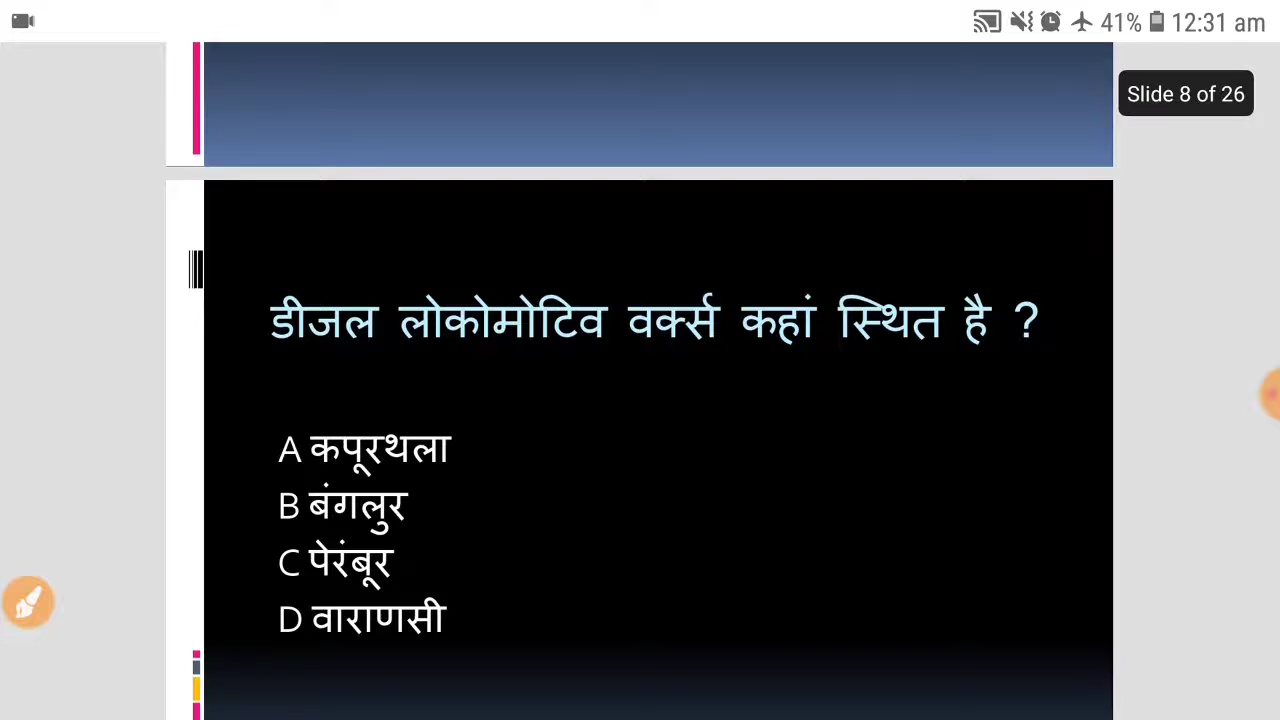 41% 12:31 am
Slide 8 of 26
डीजल लोकोमोटिव वर्क्स कहां स्थित है ?
A कपूरथला
B बंगलुर
C पेरंबूर
D वाराणसी